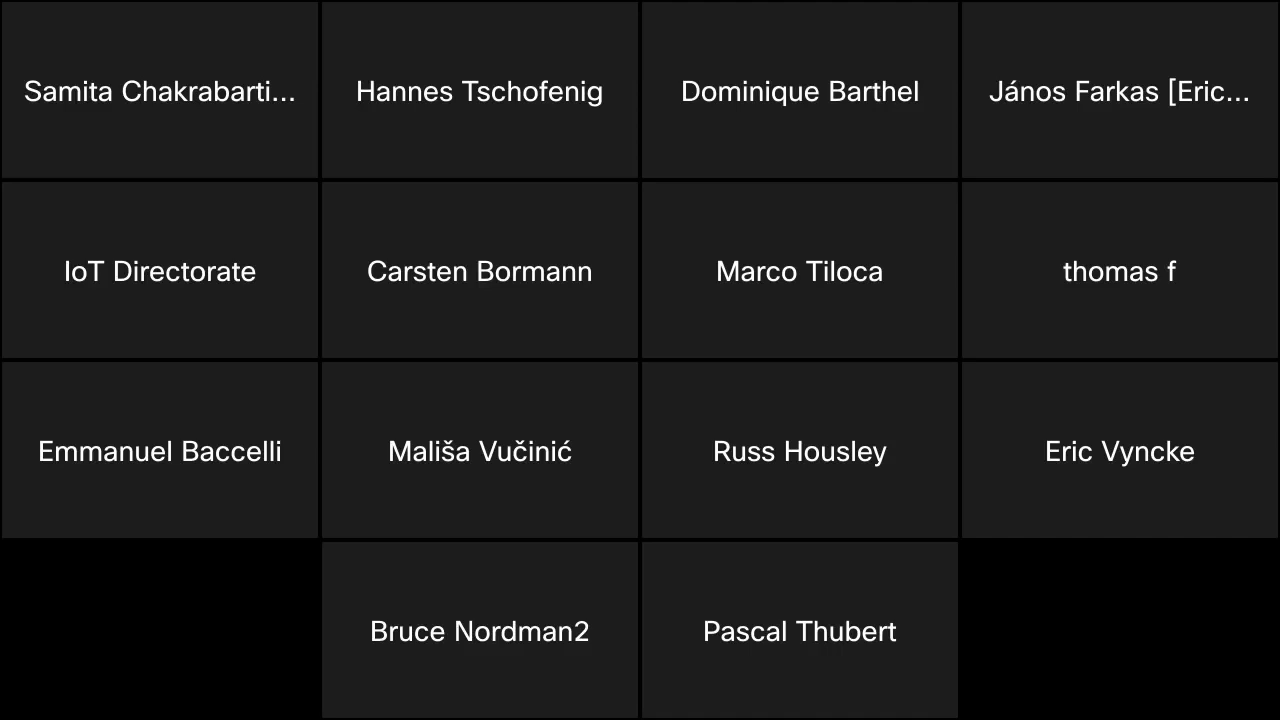 Samita Chakrabarti...
Hannes Tschofenig
Dominique Barthel
János Farkas [Eric...
IoT Directorate
Carsten Bormann
Marco Tiloca
thomas f
Emmanuel Baccelli
Mališa Vučinić
Russ Housley
Eric Vyncke
Bruce Nordman2
Pascal Thubert